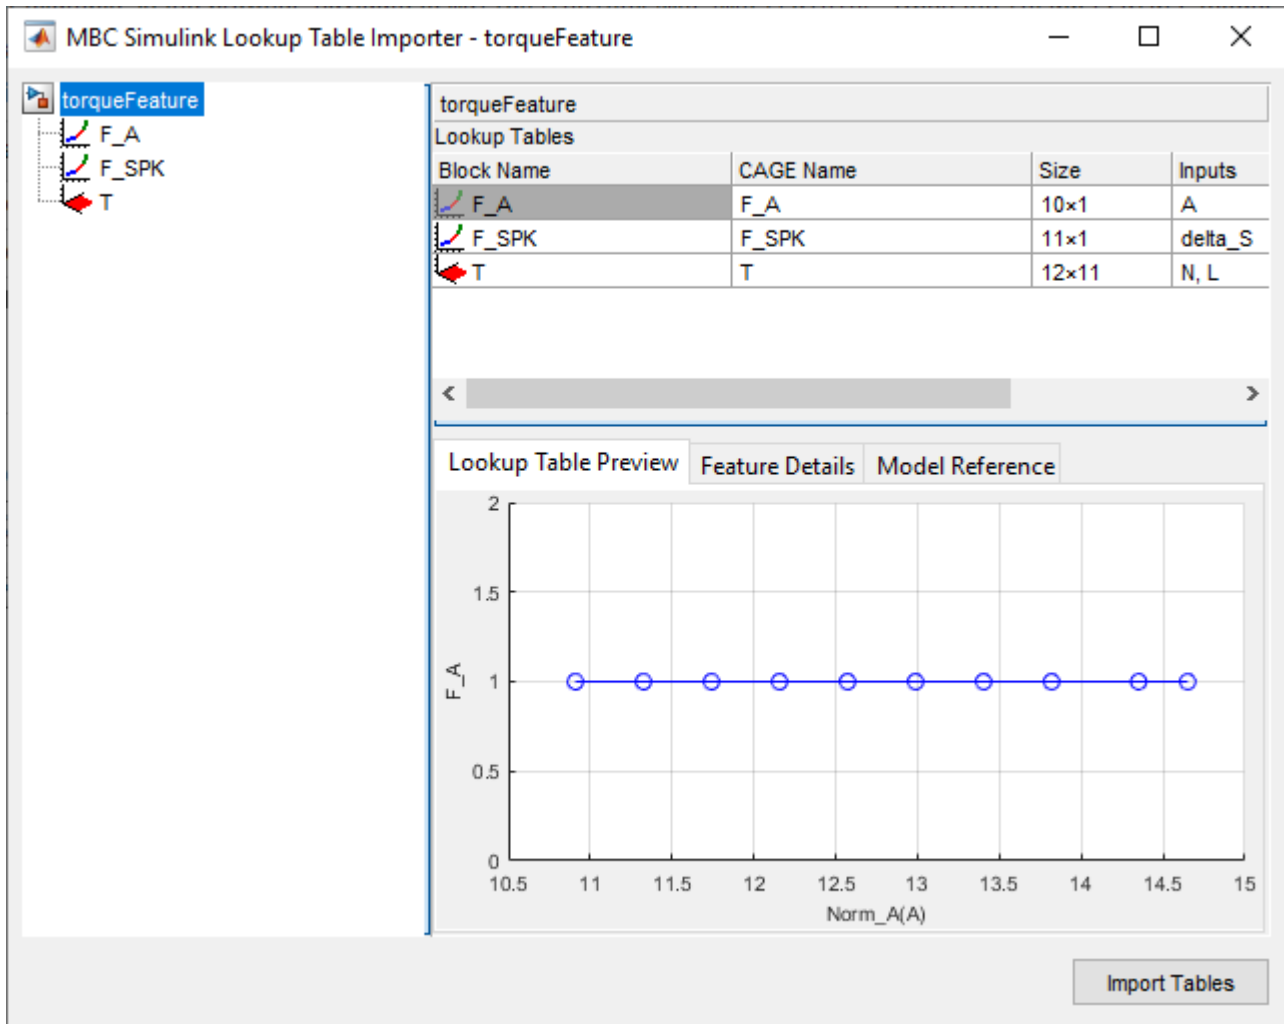 MBC Simulink Lookup Table Importer - torqueFeature
torqueFeature
F_A
F_SPK
T
torqueFeature
Lookup Tables
Block Name CAGE Name Size Inputs
F_A F_A 10×1 A
F_SPK F_SPK 11×1 delta_S
T T 12×11 N, L
Lookup Table Preview Feature Details Model Reference
2
1.5
1
0.5
0
F_A
10.5 11 11.5 12 12.5 13 13.5 14 14.5 15
Norm_A(A)
Import Tables